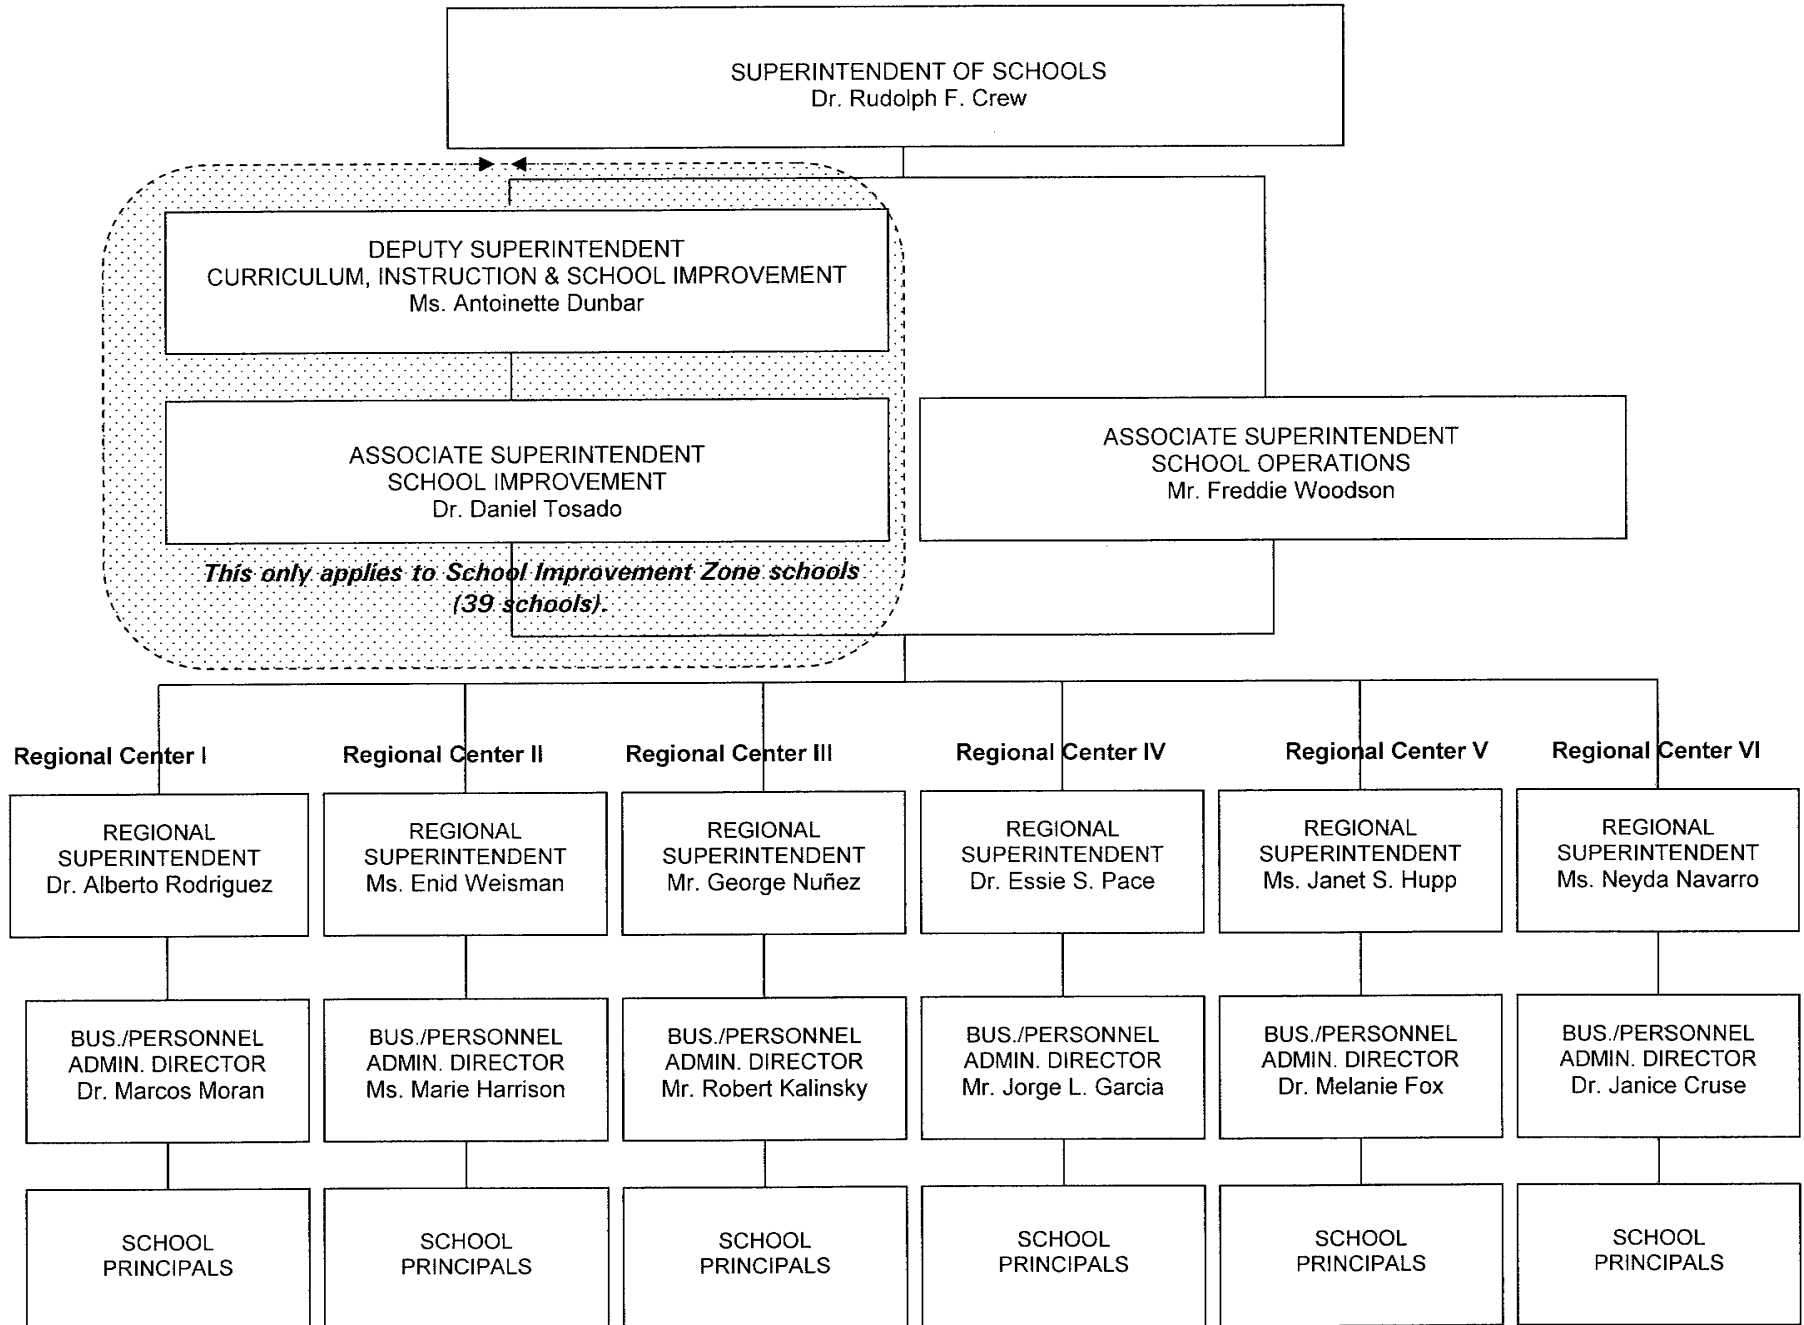 SUPERINTENDENT OF SCHOOLS
Dr. Rudolph F. Crew
DEPUTY SUPERINTENDENT
CURRICULUM, INSTRUCTION & SCHOOL IMPROVEMENT
Ms. Antoinette Dunbar
ASSOCIATE SUPERINTENDENT
SCHOOL IMPROVEMENT
Dr. Daniel Tosado
ASSOCIATE SUPERINTENDENT
SCHOOL OPERATIONS
Mr. Freddie Woodson
This only applies to School Improvement Zone schools
(39 schools).
Regional Center I
REGIONAL
SUPERINTENDENT
Dr. Alberto Rodriguez
BUS./PERSONNEL
ADMIN. DIRECTOR
Dr. Marcos Moran
SCHOOL
PRINCIPALS
Regional Center II
REGIONAL
SUPERINTENDENT
Ms. Enid Weisman
BUS./PERSONNEL
ADMIN. DIRECTOR
Ms. Marie Harrison
SCHOOL
PRINCIPALS
Regional Center III
REGIONAL
SUPERINTENDENT
Mr. George Nuñez
BUS./PERSONNEL
ADMIN. DIRECTOR
Mr. Robert Kalinsky
SCHOOL
PRINCIPALS
Regional Center IV
REGIONAL
SUPERINTENDENT
Dr. Essie S. Pace
BUS./PERSONNEL
ADMIN. DIRECTOR
Mr. Jorge L. Garcia
SCHOOL
PRINCIPALS
Regional Center V
REGIONAL
SUPERINTENDENT
Ms. Janet S. Hupp
BUS./PERSONNEL
ADMIN. DIRECTOR
Dr. Melanie Fox
SCHOOL
PRINCIPALS
Regional Center VI
REGIONAL
SUPERINTENDENT
Ms. Neyda Navarro
BUS./PERSONNEL
ADMIN. DIRECTOR
Dr. Janice Cruse
SCHOOL
PRINCIPALS